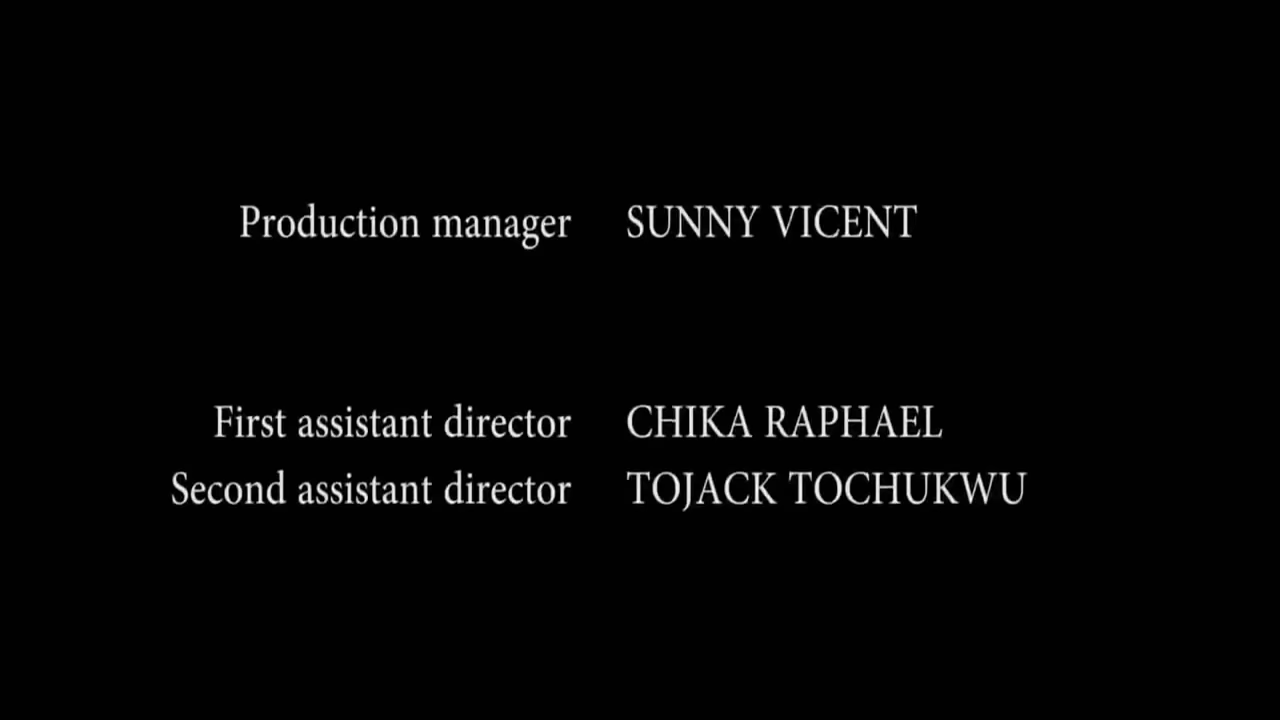 Production manager SUNNY VICENT
First assistant director CHIKA RAPHAEL
Second assistant director TOJACK TOCHUKWU